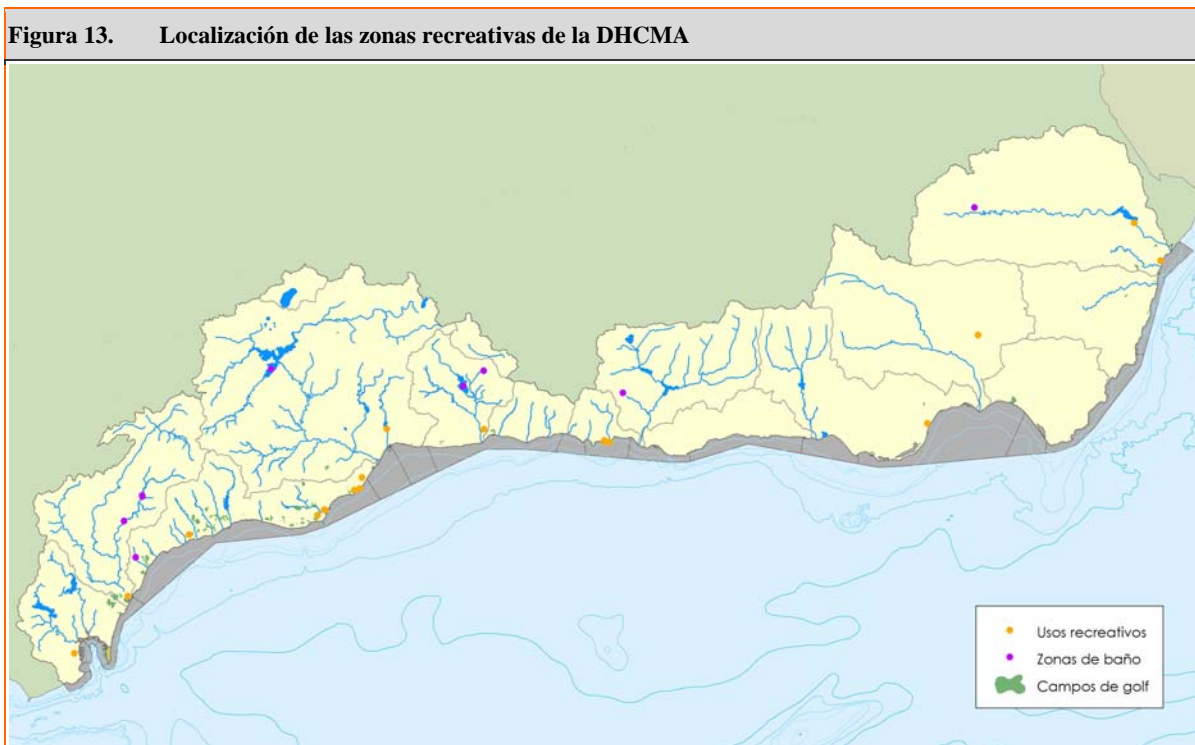 Figura 13. Localización de las zonas recreativas de la DHCMA
Usos recreativos
Zonas de baño
Campos de golf